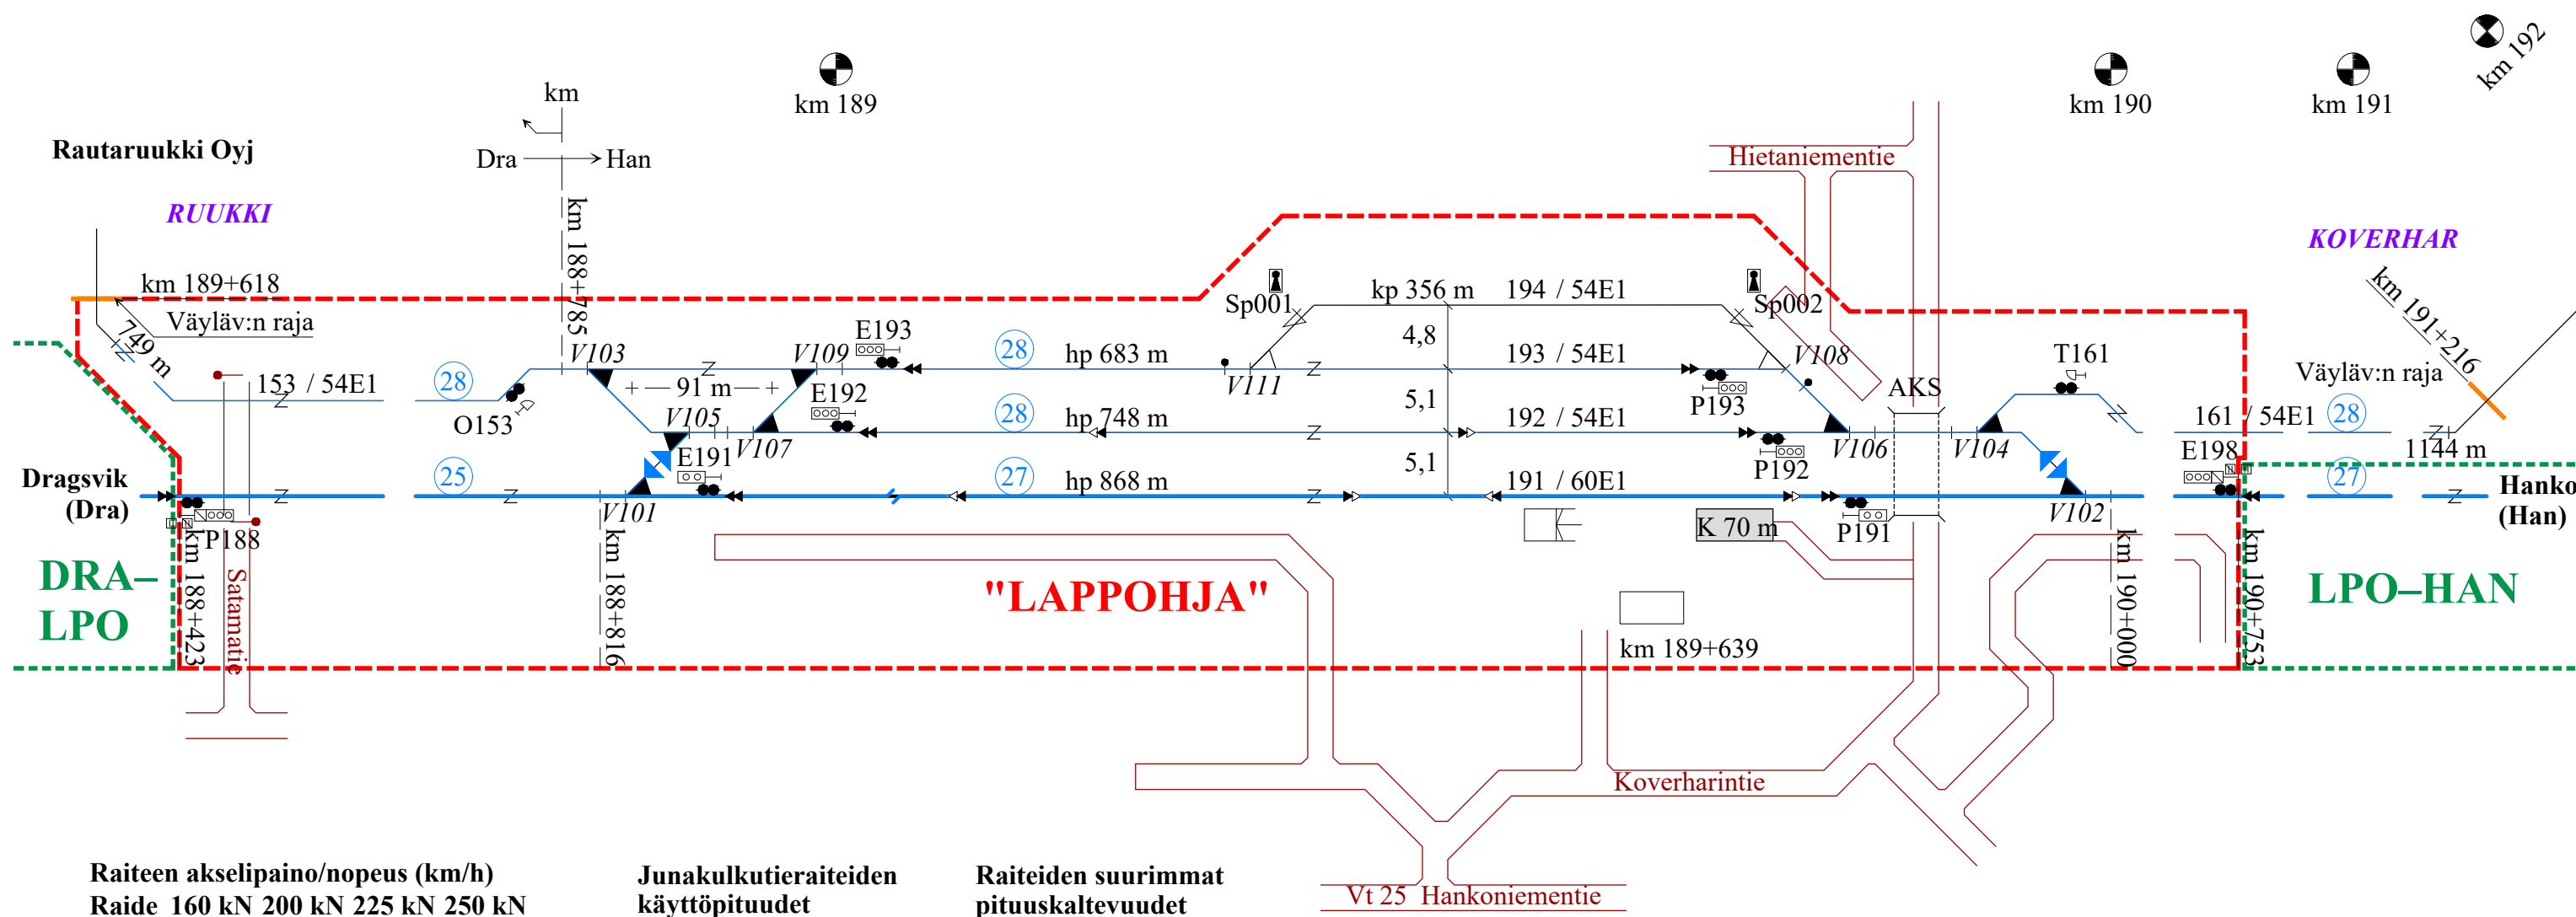 km 192
km 189
km 190
km 191
km
Dra
Han
Rautaruukki Oyj
Hietaniementie
RUUKKI
KOVERHAR
km 188+785
km 189+618
Väyläv:n raja
749 m
153 / 54E1
28
O153
V103
V109
E193
91 m
E192
V105
V107
E191
28
hp 683 m
28
hp 748 m
27
hp 868 m
Sp001
kp 356 m
194 / 54E1
Sp002
4,8
193 / 54E1
V108
V111
P193
5,1
192 / 54E1
P192
5,1
191 / 60E1
AKS
V106
V104
T161
161 / 54E1
28
Väyläv:n raja
km 191+216
1144 m
E198
27
Dragsvik
(Dra)
25
V101
P188
K 70 m
P191
V102
Hanko
(Han)
DRA–
LPO
km 188+423
Satamatie
km 188+816
"LAPPOHJA"
km 189+639
km 190+000
km 190+753
LPO–HAN
Koverharintie
Vt 25 Hankoniementie
Raiteen akselipaino/nopeus (km/h)
Raide 160 kN 200 kN 225 kN 250 kN
Junakulkutieraiteiden
käyttöpituudet
Raiteiden suurimmat
pituuskaltevuudet